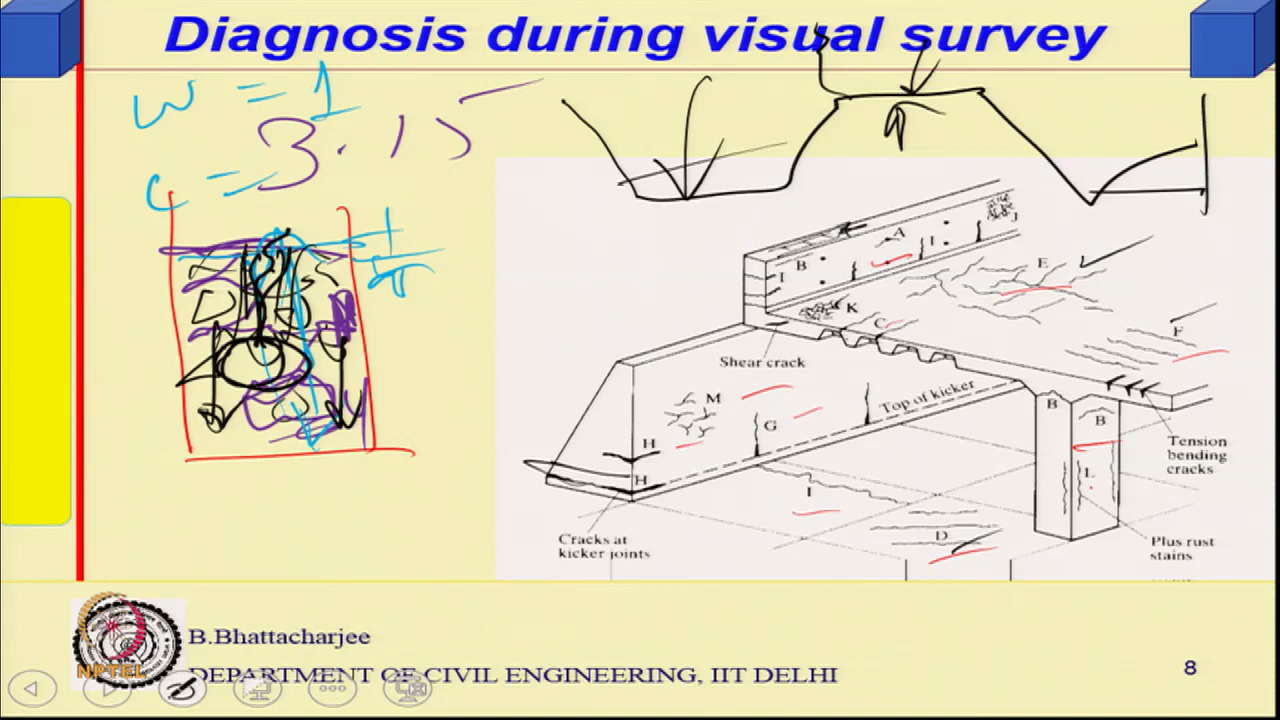 Diagnosis during visual survey
w = 1
c = 3.15
A
I
B
I
E
K
C
F
Shear crack
M
G
Top of kicker
B
B
H
Tension
bending
cracks
H
L
I
D
Cracks at
kicker joints
Plus rust
stains
B.Bhattacharjee
NPTEL
DEPARTMENT OF CIVIL ENGINEERING, IIT DELHI
8